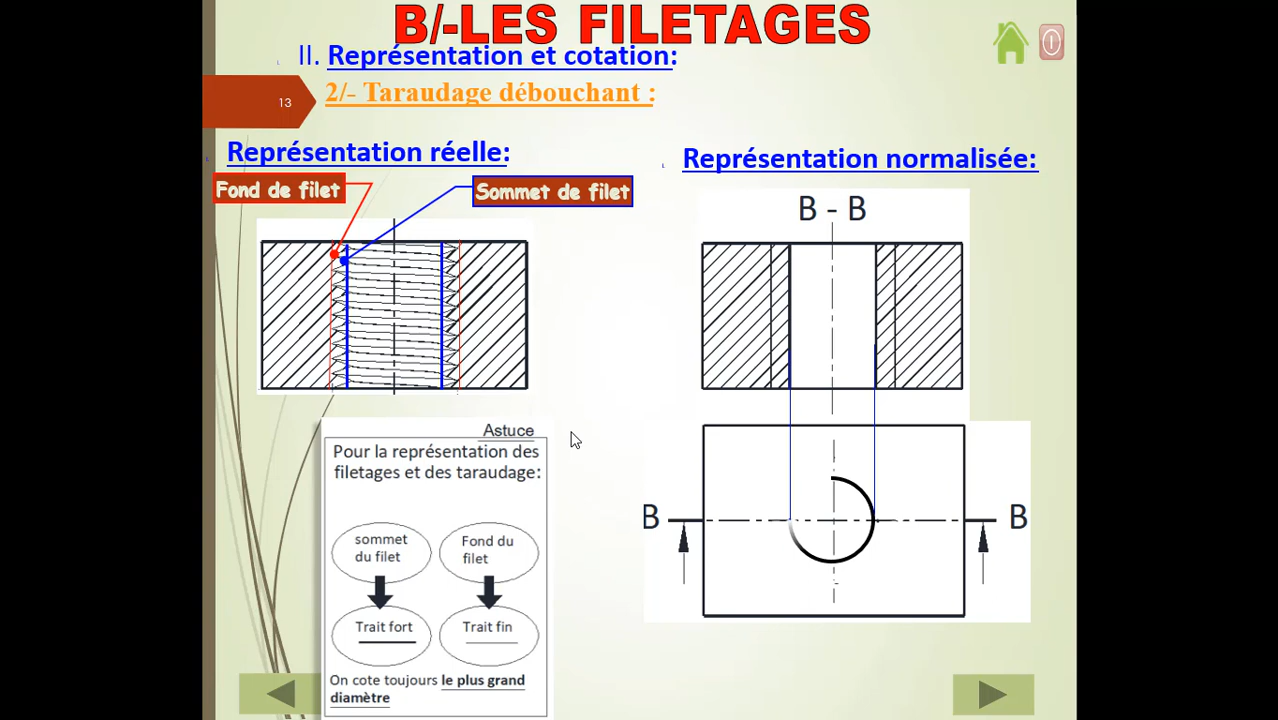 B/-LES FILETAGES
II. Représentation et cotation:
13
2/- Taraudage débouchant :
Représentation réelle:
Représentation normalisée:
Fond de filet
Sommet de filet
B - B
Astuce
Pour la représentation des
filetages et des taraudage:
sommet
du filet
Fond du
filet
Trait fort
Trait fin
On cote toujours le plus grand
diamètre
B
B